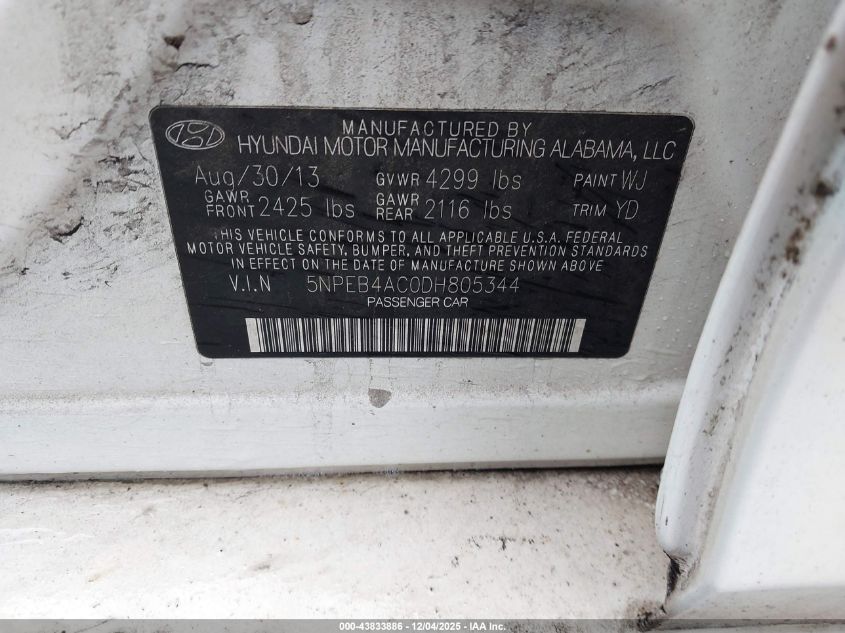 MANUFACTURED BY
HYUNDAI MOTOR MANUFACTURING ALABAMA, LLC
Aug/30/13 GVWR 4299 lbs PAINT WJ
GAWR FRONT 2425 lbs GAWR REAR 2116 lbs TRIM YD
THIS VEHICLE CONFORMS TO ALL APPLICABLE U.S.A. FEDERAL
MOTOR VEHICLE SAFETY, BUMPER, AND THEFT PREVENTION STANDARDS
IN EFFECT ON THE DATE OF MANUFACTURE SHOWN ABOVE
V.I.N 5NPEB4AC0DH805344
PASSENGER CAR
000-43833886 - 12/04/2025 - IAA Inc.